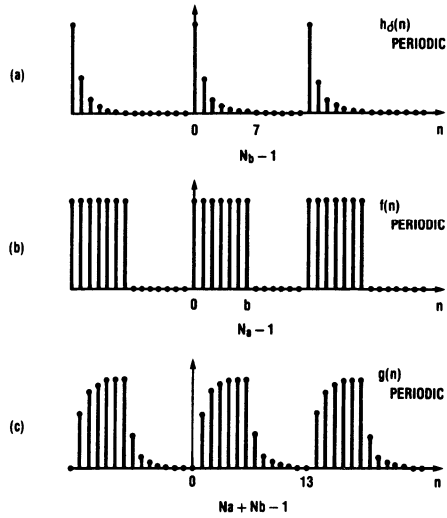 h_d(n)
PERIODIC
(a)
0 7 n
N_b – 1
f(n)
PERIODIC
(b)
0 b n
N_a – 1
g(n)
PERIODIC
(c)
0 13 n
Na + Nb – 1